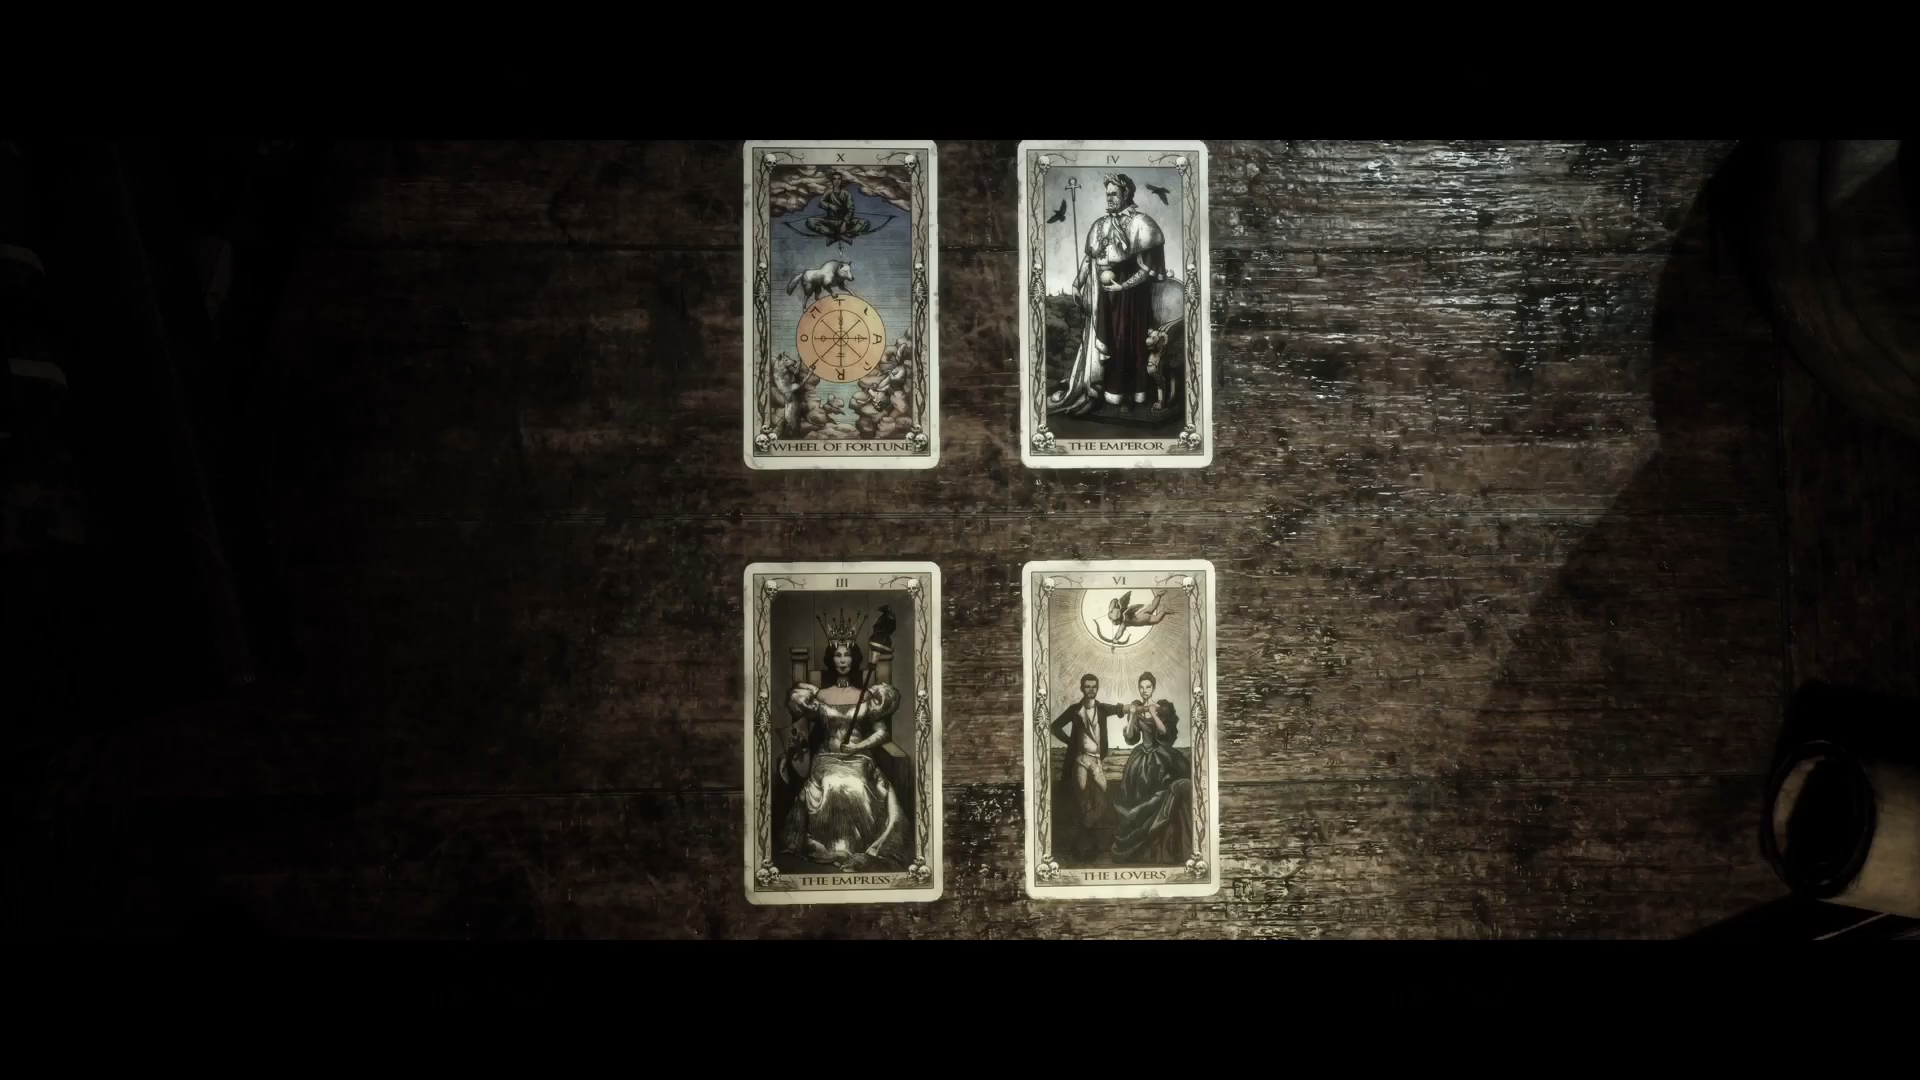 X
WHEEL OF FORTUNE
IV
THE EMPEROR
III
THE EMPRESS
VI
THE LOVERS